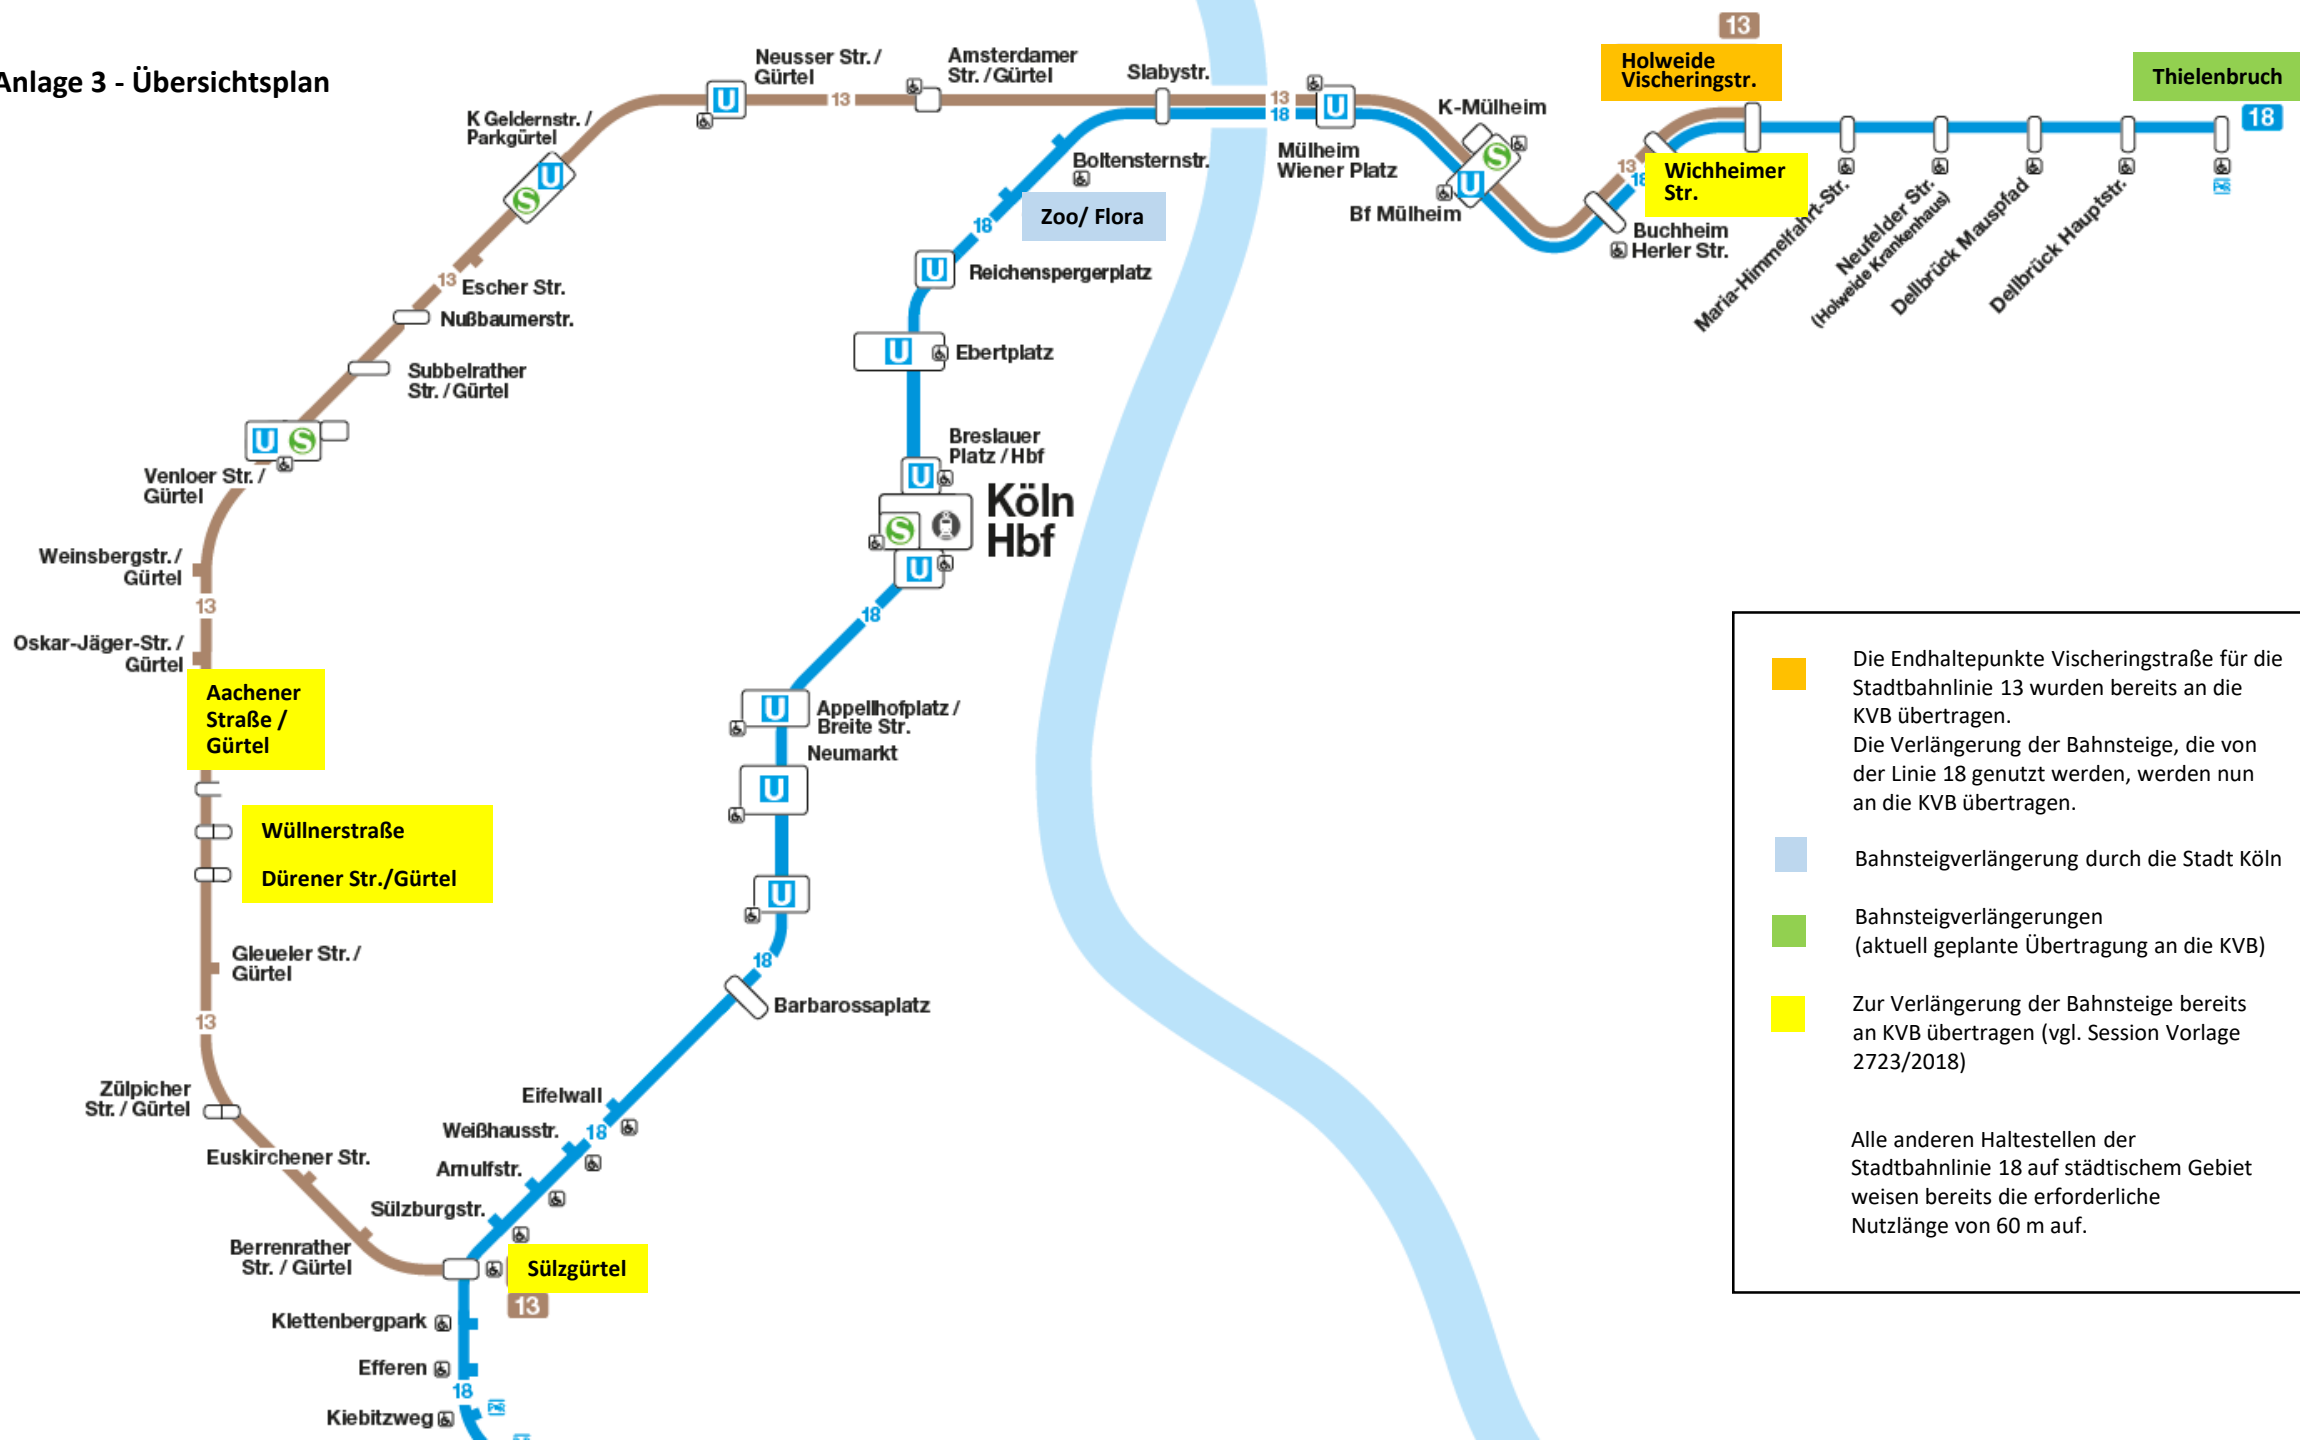 Anlage 3 - Übersichtsplan
13
Neusser Str. /
Gürtel
Amsterdamer
Str. / Gürtel
Slabystr.
Holweide
Vischeringstr.
Thielenbruch
18
K Geldernstr. /
Parkgürtel
U
13
13
18
U
K-Mülheim
S
U
Mülheim
Wiener Platz
Bf Mülheim
13
18
Wichheimer
Str.
Buchheim
Herler Str.
Maria-Himmelfahrt-Str.
Neufelder Str.
(Holweide Krankenhaus)
Dellbrück Mauspfad
Dellbrück Hauptstr.
P+R
U
S
Boltensternstr.
Zoo/ Flora
18
U
Reichenspergerplatz
13
Escher Str.
Nußbaumerstr.
U
Ebertplatz
Subbelrather
Str. / Gürtel
U S
Venloer Str. /
Gürtel
Breslauer
Platz / Hbf
U
Köln
Hbf
S
U
Weinsbergstr. /
Gürtel
13
18
Oskar-Jäger-Str. /
Gürtel
Aachener
Straße /
Gürtel
U
Appellhofplatz /
Breite Str.
Neumarkt
U
Wüllnerstraße
Dürener Str./Gürtel
U
Gleueler Str. /
Gürtel
18
Barbarossaplatz
13
Zülpicher
Str. / Gürtel
Eifelwall
Weißhausstr.
18
Euskirchener Str.
Arnulfstr.
Sülzburgstr.
Berrenrather
Str. / Gürtel
Sülzgürtel
13
Klettenbergpark
Efferen
18
Kiebitzweg
P+R
Die Endhaltepunkte Vischeringstraße für die
Stadtbahnlinie 13 wurden bereits an die
KVB übertragen.
Die Verlängerung der Bahnsteige, die von
der Linie 18 genutzt werden, werden nun
an die KVB übertragen.
Bahnsteigverlängerung durch die Stadt Köln
Bahnsteigverlängerungen
(aktuell geplante Übertragung an die KVB)
Zur Verlängerung der Bahnsteige bereits
an KVB übertragen (vgl. Session Vorlage
2723/2018)
Alle anderen Haltestellen der
Stadtbahnlinie 18 auf städtischem Gebiet
weisen bereits die erforderliche
Nutzlänge von 60 m auf.